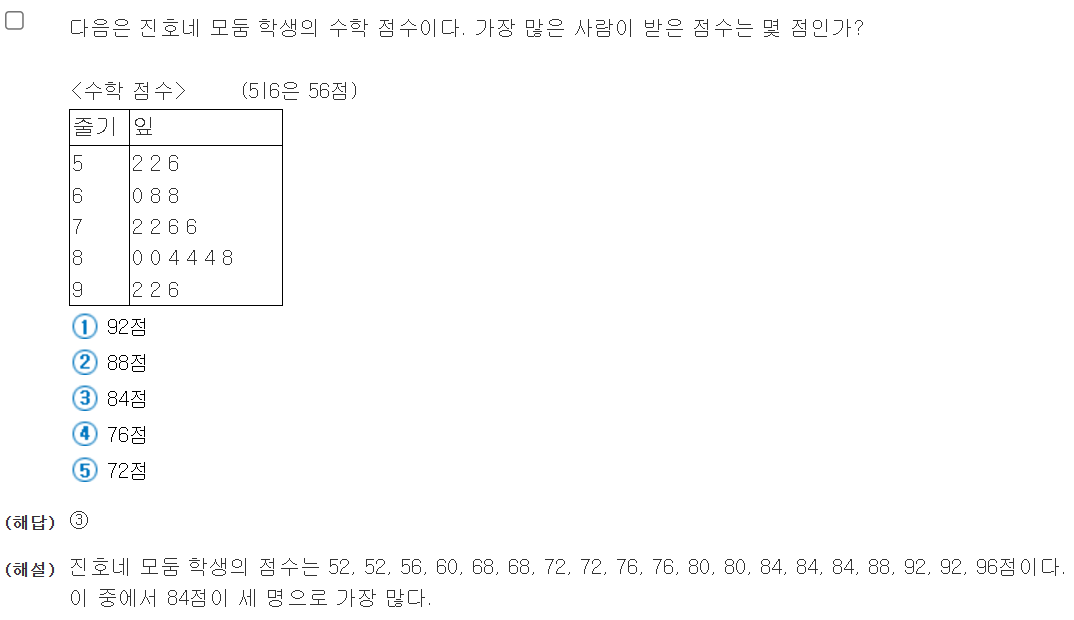 다음은 진호네 모둠 학생의 수학 점수이다. 가장 많은 사람이 받은 점수는 몇 점인가?
<수학 점수> (5|6은 56점)
줄기 잎
5 2 2 6
6 0 8 8
7 2 2 6 6
8 0 0 4 4 4 8
9 2 2 6
① 92점
② 88점
③ 84점
④ 76점
⑤ 72점
(해답) ③
(해설) 진호네 모둠 학생의 점수는 52, 52, 56, 60, 68, 68, 72, 72, 76, 76, 80, 80, 84, 84, 84, 88, 92, 92, 96점이다.
이 중에서 84점이 세 명으로 가장 많다.